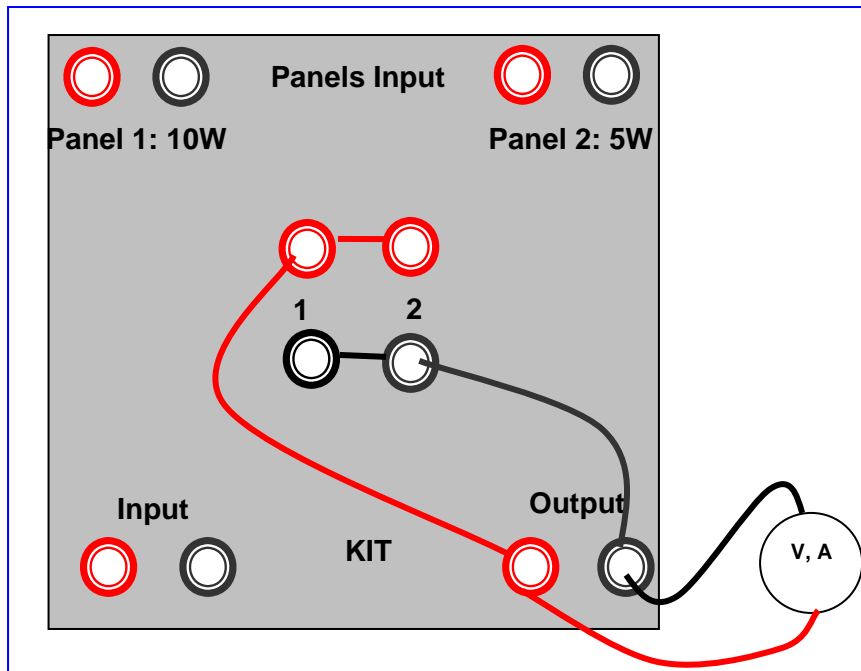 Panels Input
Panel 1: 10W
Panel 2: 5W
1
2
Input
Output
KIT
V, A